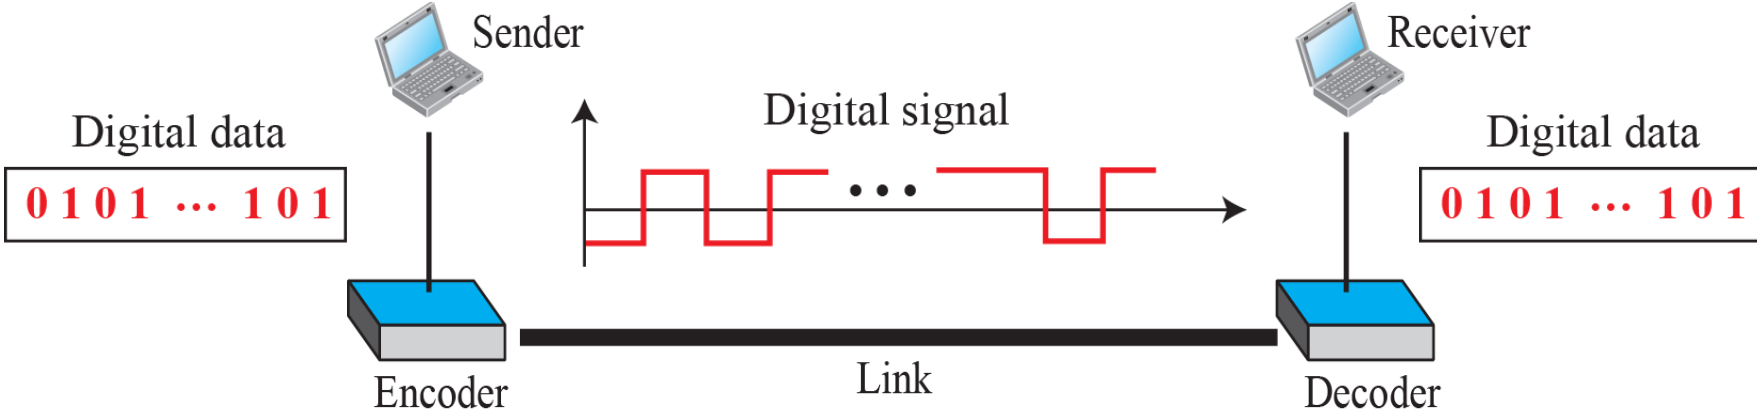 Sender
Receiver
Digital data
Digital signal
Digital data
0 1 0 1 ... 1 0 1
0 1 0 1 ... 1 0 1
Link
Encoder
Decoder